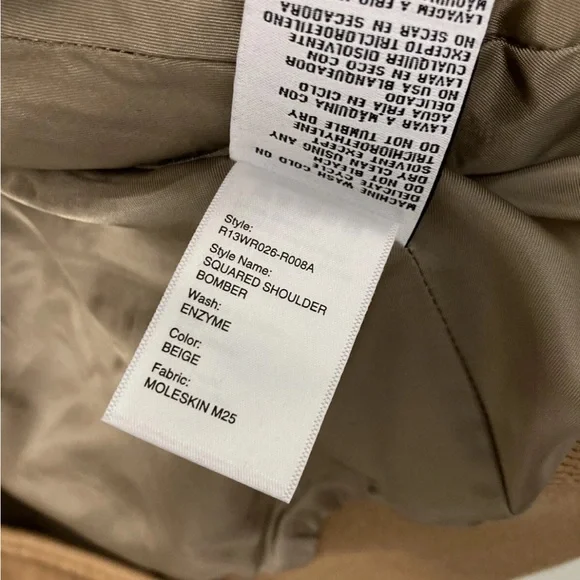 Style:
R13WR026-R008A
Style Name:
SQUARED SHOULDER
BOMBER
Wash:
ENZYME
Color:
BEIGE
Fabric:
MOLESKIN M25
MACHINE WASH COLD ON
DELICATE CYCLE
DO NOT BLEACH
DRY CLEAN USING ANY
SOLVENT EXCEPT
TRICHLOROETHYLENE
DO NOT TUMBLE DRY
LAVAR A MÁQUINA CON
AGUA FRÍA EN CICLO
DELICADO
NO USA BLANQUEADOR
LAVAR EN SECO CON
CUALQUIER DISOLVENTE
EXCEPTO TRICLOROETILENO
NO SECAR EN SECADORA
LAVAGEM A FRIO
MÁQUINA